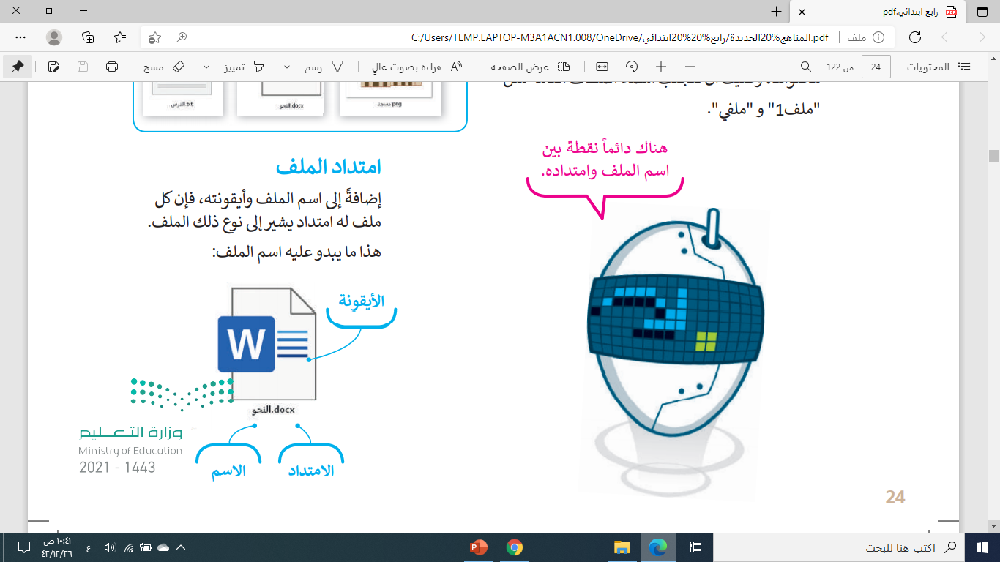 رابع ابتدائي.pdf
ملف
C:/Users/TEMP.LAPTOP-M3A1ACN1.008/OneDrive/المناهج%20الجديدة/رابع%20%20ابتدائي.pdf
المحتويات
24
من 122
عرض الصفحة
قراءة بصوت عالٍ
رسم
تمييز
مسح
"ملف1" و "ملفي".
مسجد.png
النحو.docx
الدرس.txt
هناك دائماً نقطة بين
اسم الملف وامتداده.
امتداد الملف
إضافةً إلى اسم الملف وأيقونته، فإن كل
ملف له امتداد يشير إلى نوع ذلك الملف.
هذا ما يبدو عليه اسم الملف:
الأيقونة
W
النحو.docx
الامتداد
الاسم
وزارة التعليم
Ministry of Education
2021 - 1443
24
اكتب هنا للبحث
ع
١٠:٤١ ص
٤٢/١٢/٢٦